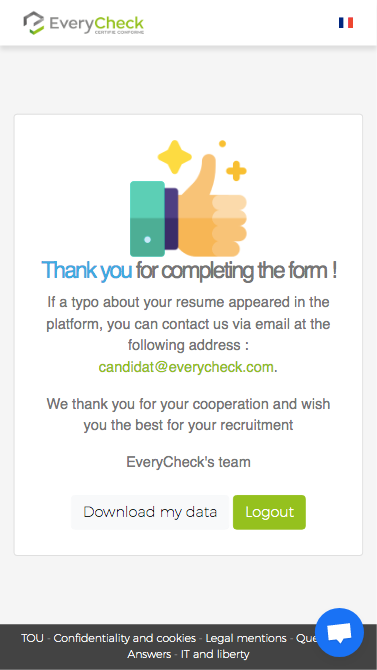 EveryCheck
CERTIFIÉ CONFORME
Thank you for completing the form !
If a typo about your resume appeared in the
platform, you can contact us via email at the
following address :
candidat@everycheck.com.
We thank you for your cooperation and wish
you the best for your recruitment
EveryCheck's team
Download my data
Logout
TOU - Confidentiality and cookies - Legal mentions -
Answers - IT and liberty